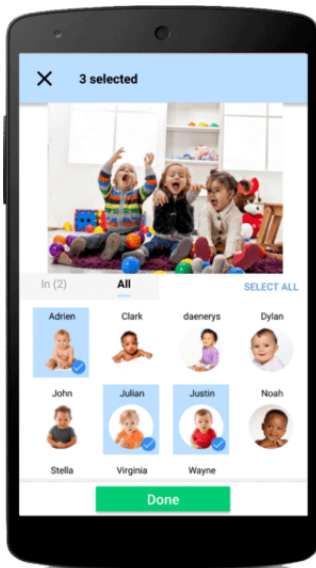 3 selected
In (2) All SELECT ALL
Adrien Clark daenerys Dylan
John Julian Justin Noah
Stella Virginia Wayne
Done